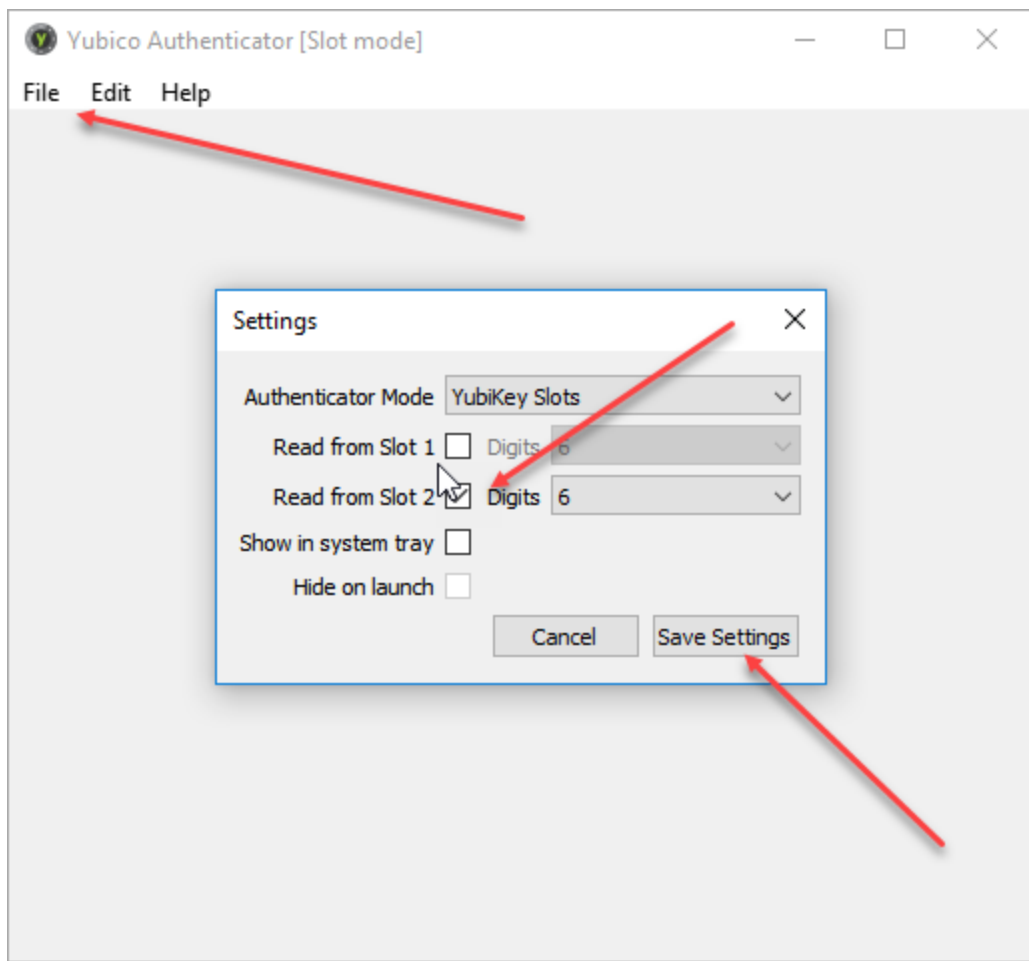 Yubico Authenticator [Slot mode]
File Edit Help
Settings
Authenticator Mode YubiKey Slots
Read from Slot 1 Digits 6
Read from Slot 2 Digits 6
Show in system tray
Hide on launch
Cancel Save Settings